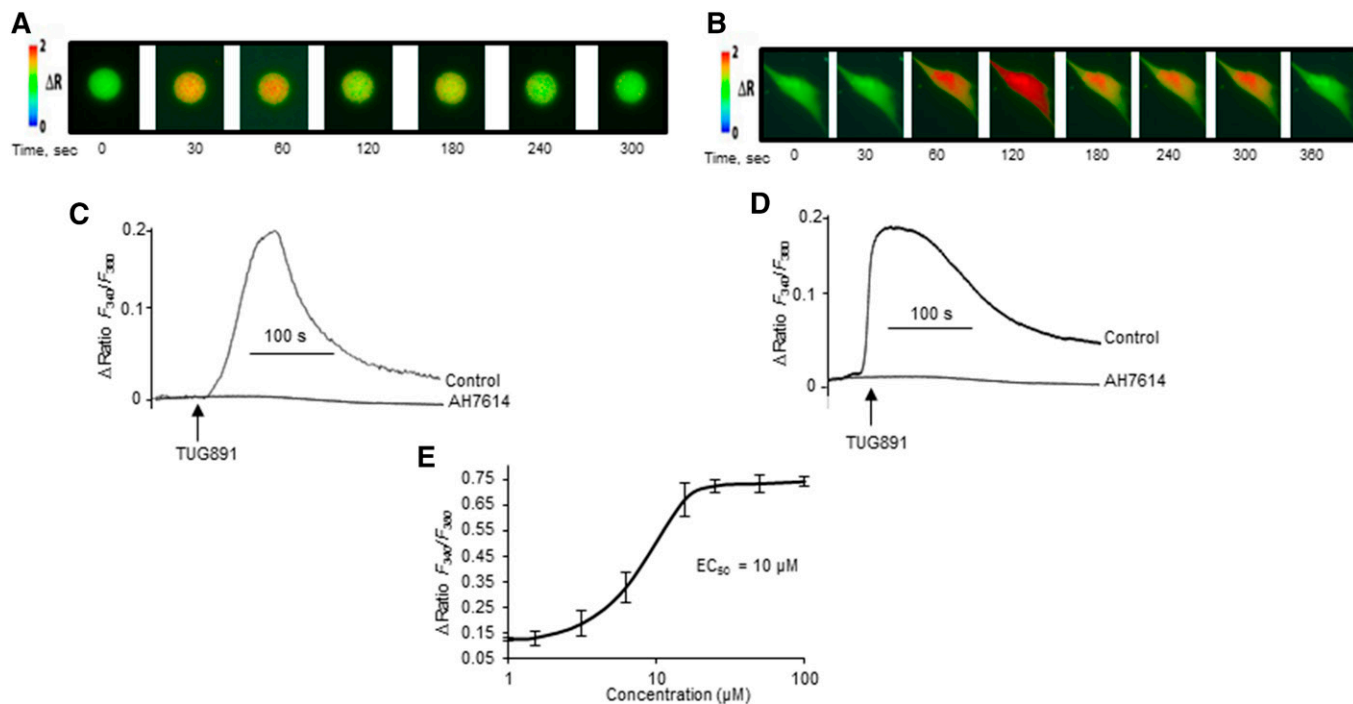 A
2
ΔR
0
Time, sec 0 30 60 120 180 240 300
B
2
ΔR
0
Time, sec 0 30 60 120 180 240 300 360
C
Δ Ratio F340/F380
0.2
0.1
0
100 s
Control
AH7614
TUG891
D
Δ Ratio F340/F380
0.2
0.1
0
100 s
Control
AH7614
TUG891
E
Δ Ratio F340/F380
0.75
0.65
0.55
0.45
0.35
0.25
0.15
0.05
EC50 = 10 µM
1 10 100
Concentration (µM)